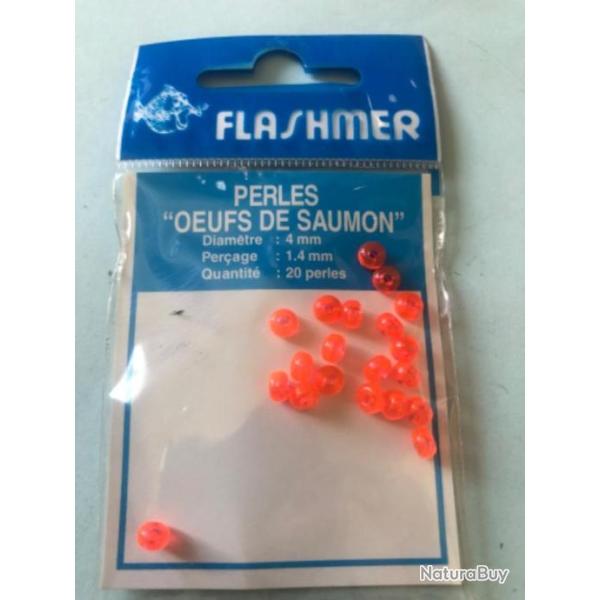 FLASHMER
PERLES
"OEUFS DE SAUMON"
Diamètre : 4 mm
Perçage : 1.4 mm
Quantité : 20 perles
NaturaBuy